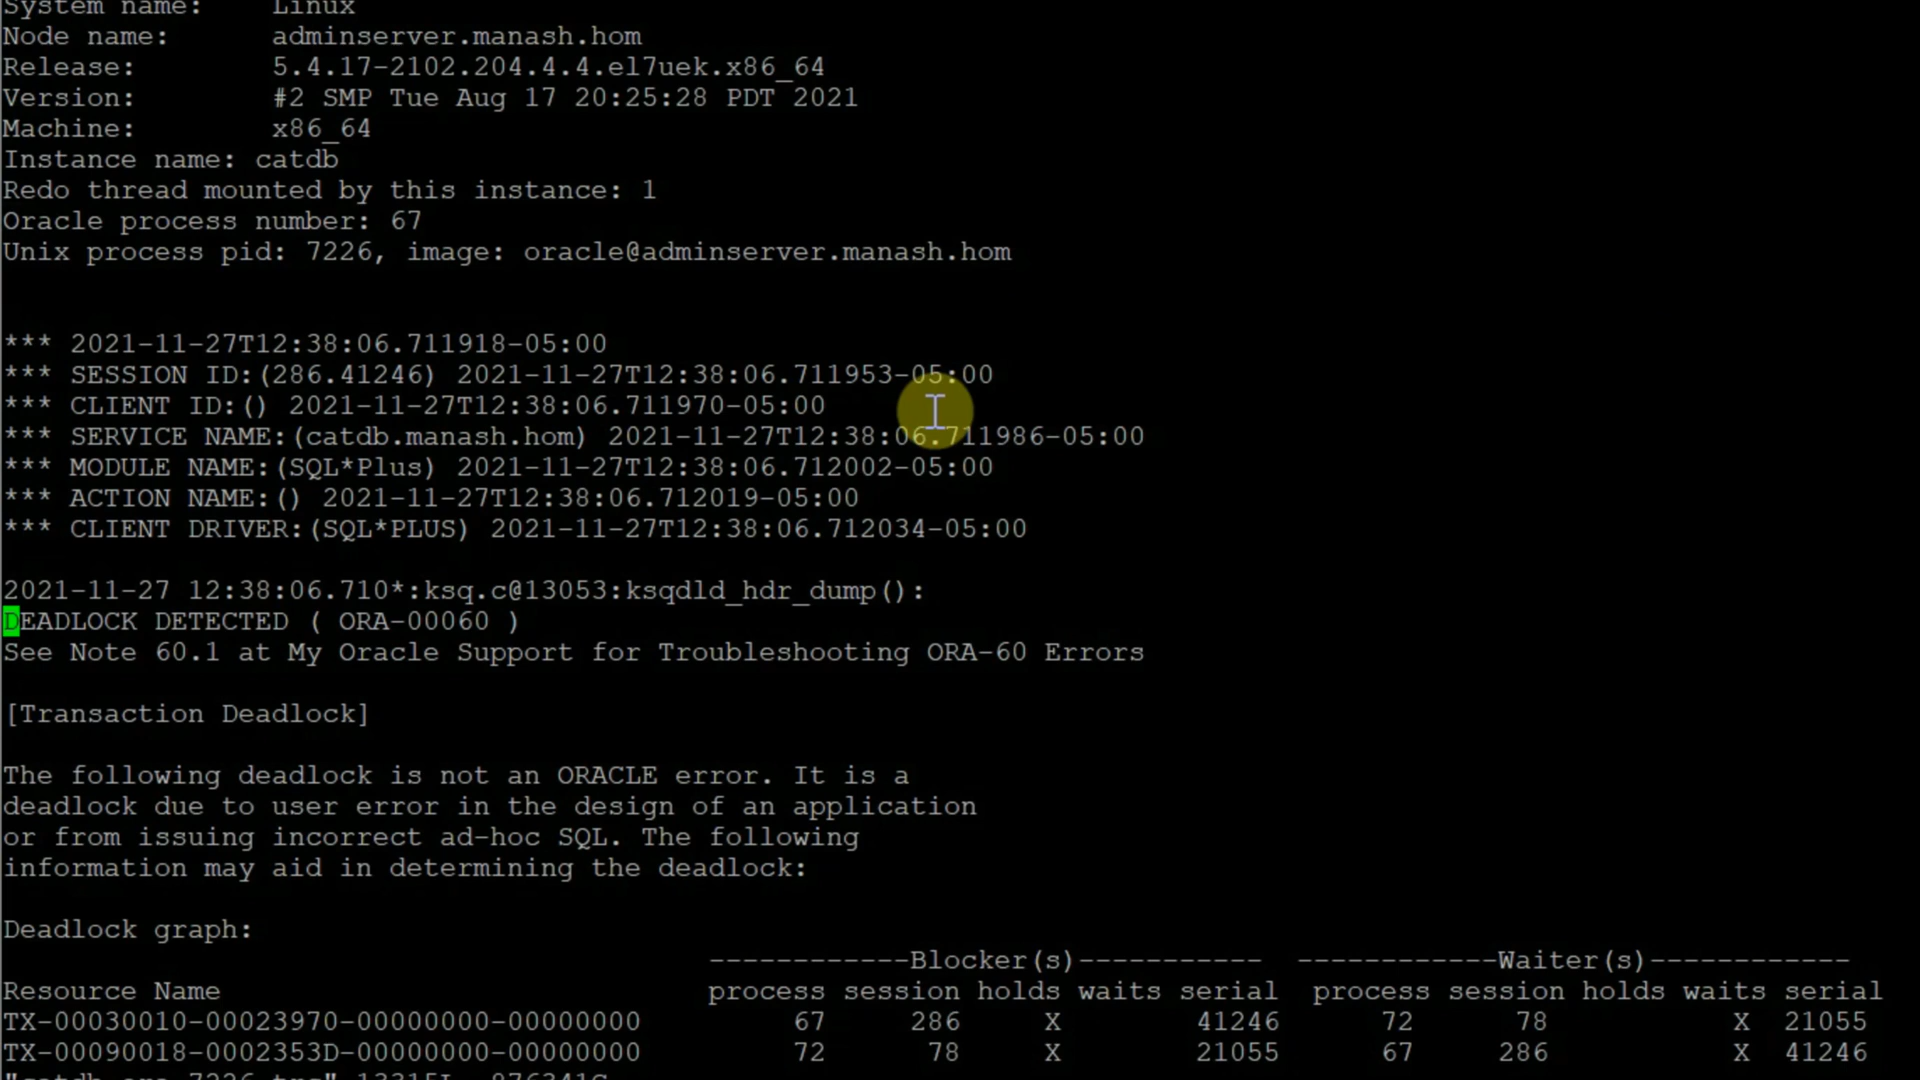 System name: Linux
Node name: adminserver.manash.hom
Release: 5.4.17-2102.204.4.4.el7uek.x86_64
Version: #2 SMP Tue Aug 17 20:25:28 PDT 2021
Machine: x86_64
Instance name: catdb
Redo thread mounted by this instance: 1
Oracle process number: 67
Unix process pid: 7226, image: oracle@adminserver.manash.hom
*** 2021-11-27T12:38:06.711918-05:00
*** SESSION ID:(286.41246) 2021-11-27T12:38:06.711953-05:00
*** CLIENT ID:() 2021-11-27T12:38:06.711970-05:00
*** SERVICE NAME:(catdb.manash.hom) 2021-11-27T12:38:06.711986-05:00
*** MODULE NAME:(SQL*Plus) 2021-11-27T12:38:06.712002-05:00
*** ACTION NAME:() 2021-11-27T12:38:06.712019-05:00
*** CLIENT DRIVER:(SQL*PLUS) 2021-11-27T12:38:06.712034-05:00
2021-11-27 12:38:06.710*:ksq.c@13053:ksqdld_hdr_dump():
DEADLOCK DETECTED ( ORA-00060 )
See Note 60.1 at My Oracle Support for Troubleshooting ORA-60 Errors
[Transaction Deadlock]
The following deadlock is not an ORACLE error. It is a
deadlock due to user error in the design of an application
or from issuing incorrect ad-hoc SQL. The following
information may aid in determining the deadlock:
Deadlock graph:
------------Blocker(s)----------- ------------Waiter(s)------------
Resource Name process session holds waits serial process session holds waits serial
TX-00030010-00023970-00000000-00000000 67 286 X 41246 72 78 X 21055
TX-00090018-0002353D-00000000-00000000 72 78 X 21055 67 286 X 41246